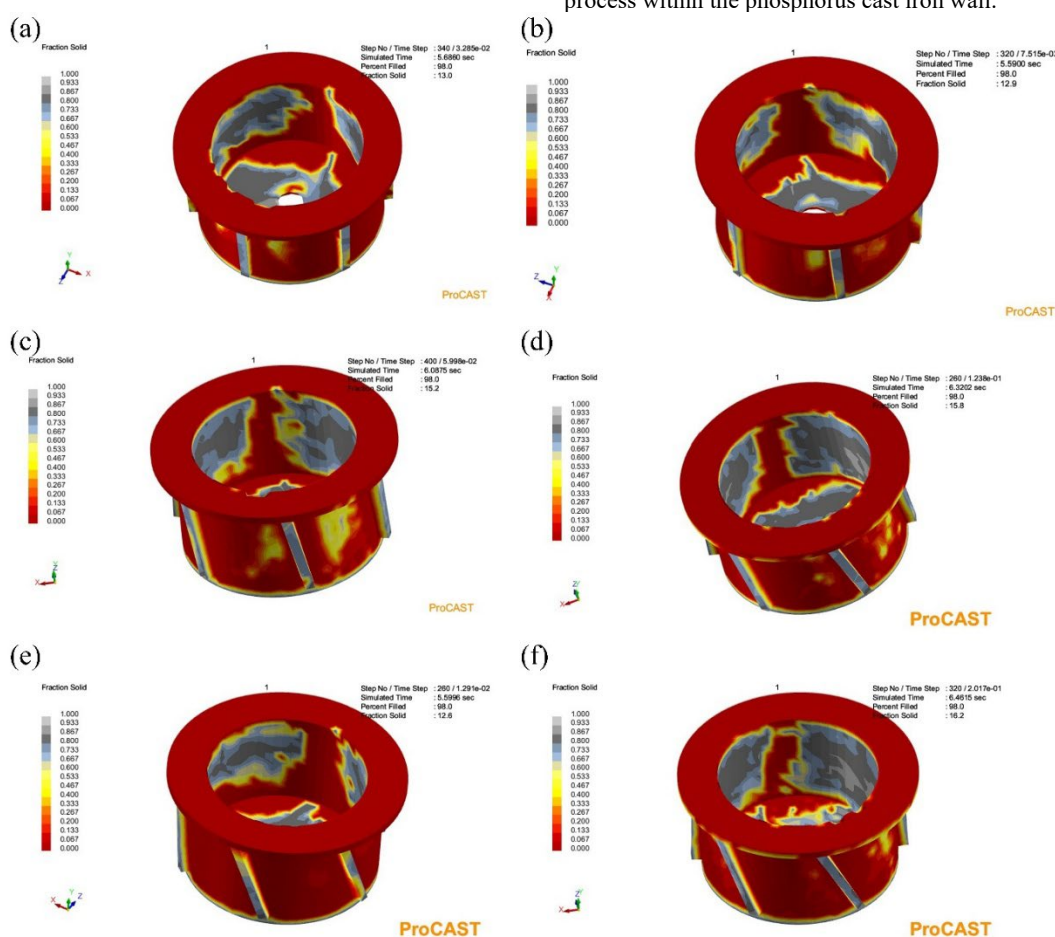 process within the phosphorus cast iron wall.
(a)
Fraction Solid
1
Step No / Time Step : 340 / 3.285e-02
Simulated Time : 5.6860 sec
Percent Filled : 98.0
Fraction Solid : 13.0
1.000
0.933
0.867
0.800
0.733
0.667
0.600
0.533
0.467
0.400
0.333
0.267
0.200
0.133
0.067
0.000
Y
X
Z
ProCAST
(b)
Fraction Solid
1
Step No / Time Step : 320 / 7.515e-03
Simulated Time : 5.5900 sec
Percent Filled : 98.0
Fraction Solid : 12.9
1.000
0.933
0.867
0.800
0.733
0.667
0.600
0.533
0.467
0.400
0.333
0.267
0.200
0.133
0.067
0.000
Y
Z
X
ProCAST
(c)
Fraction Solid
1
Step No / Time Step : 400 / 5.998e-02
Simulated Time : 6.0875 sec
Percent Filled : 98.0
Fraction Solid : 15.2
1.000
0.933
0.867
0.800
0.733
0.667
0.600
0.533
0.467
0.400
0.333
0.267
0.200
0.133
0.067
0.000
X
ProCAST
(d)
Fraction Solid
1
Step No / Time Step : 260 / 1.238e-01
Simulated Time : 6.3202 sec
Percent Filled : 98.0
Fraction Solid : 15.8
1.000
0.933
0.867
0.800
0.733
0.667
0.600
0.533
0.467
0.400
0.333
0.267
0.200
0.133
0.067
0.000
Z Y
X
ProCAST
(e)
Fraction Solid
1
Step No / Time Step : 260 / 1.291e-02
Simulated Time : 5.5996 sec
Percent Filled : 98.0
Fraction Solid : 12.6
1.000
0.933
0.867
0.800
0.733
0.667
0.600
0.533
0.467
0.400
0.333
0.267
0.200
0.133
0.067
0.000
Y
X Z
ProCAST
(f)
Fraction Solid
1
Step No / Time Step : 320 / 2.017e-01
Simulated Time : 6.4615 sec
Percent Filled : 98.0
Fraction Solid : 16.2
1.000
0.933
0.867
0.800
0.733
0.667
0.600
0.533
0.467
0.400
0.333
0.267
0.200
0.133
0.067
0.000
Z Y
X
ProCAST